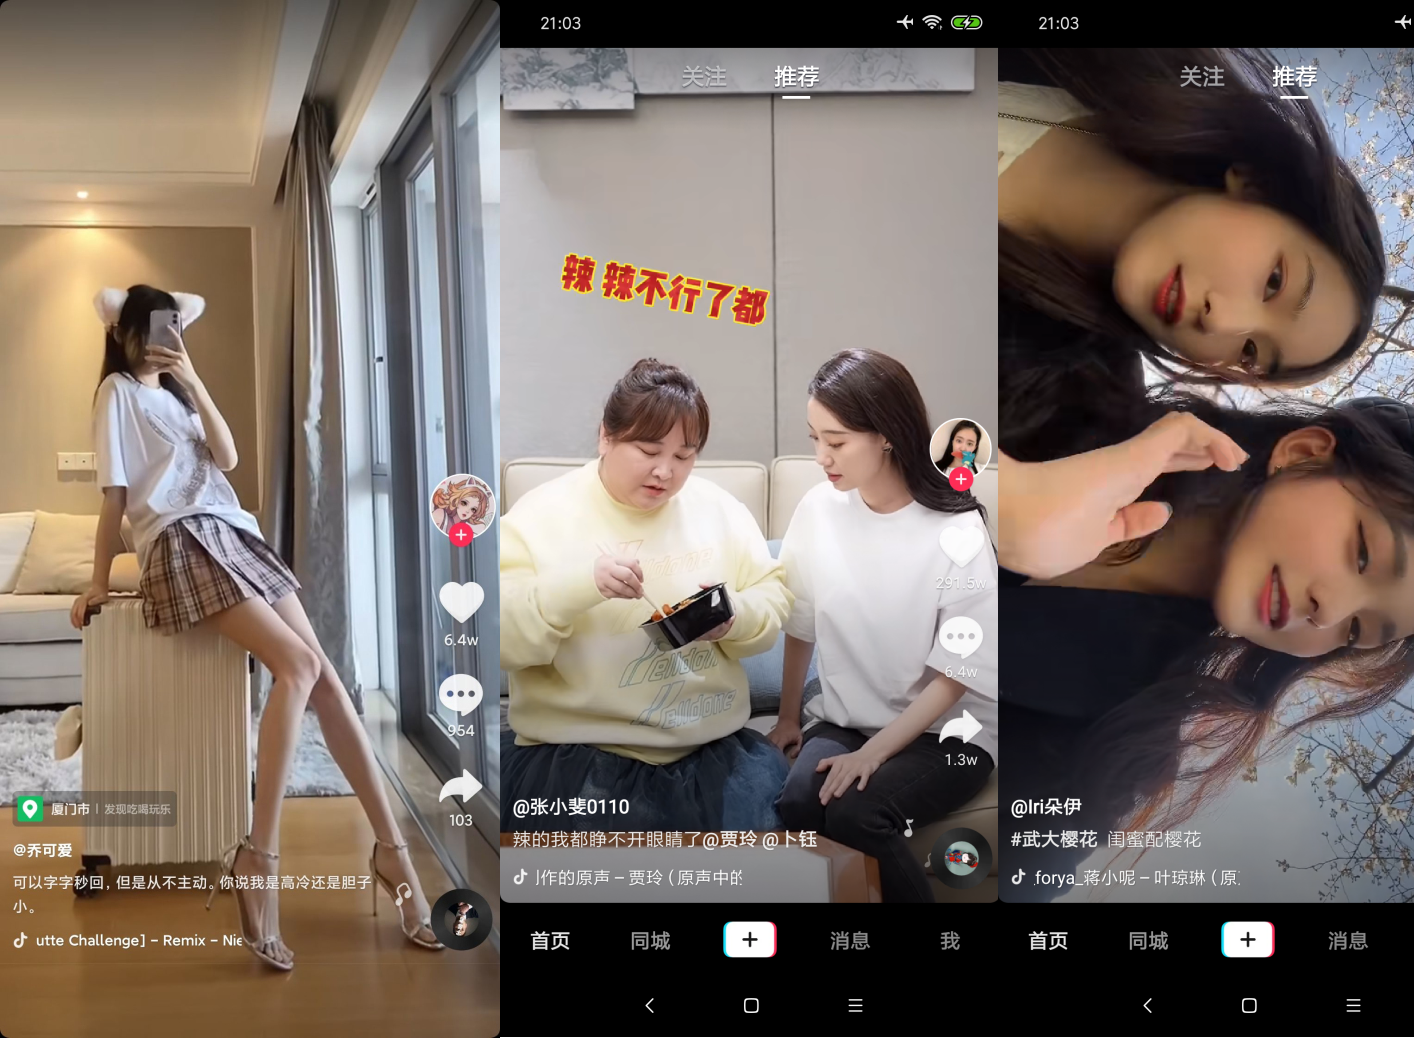 厦门市 | 发现吃喝玩乐
@乔可爱
可以字字秒回，但是从不主动。你说我是高冷还是胆子
小。
utte Challenge] – Remix – Nie
6.4w
954
103
21:03
关注 推荐
辣 辣不行了都
291.5w
6.4w
1.3w
@张小斐0110
辣的我都睁不开眼睛了@贾玲 @卜钰
作的原声 – 贾玲 (原声中的
首页 同城 消息 我
21:03
关注 推荐
@Iri朵伊
#武大樱花 闺蜜配樱花
forya_蒋小呢 – 叶琼琳 (原
首页 同城 消息